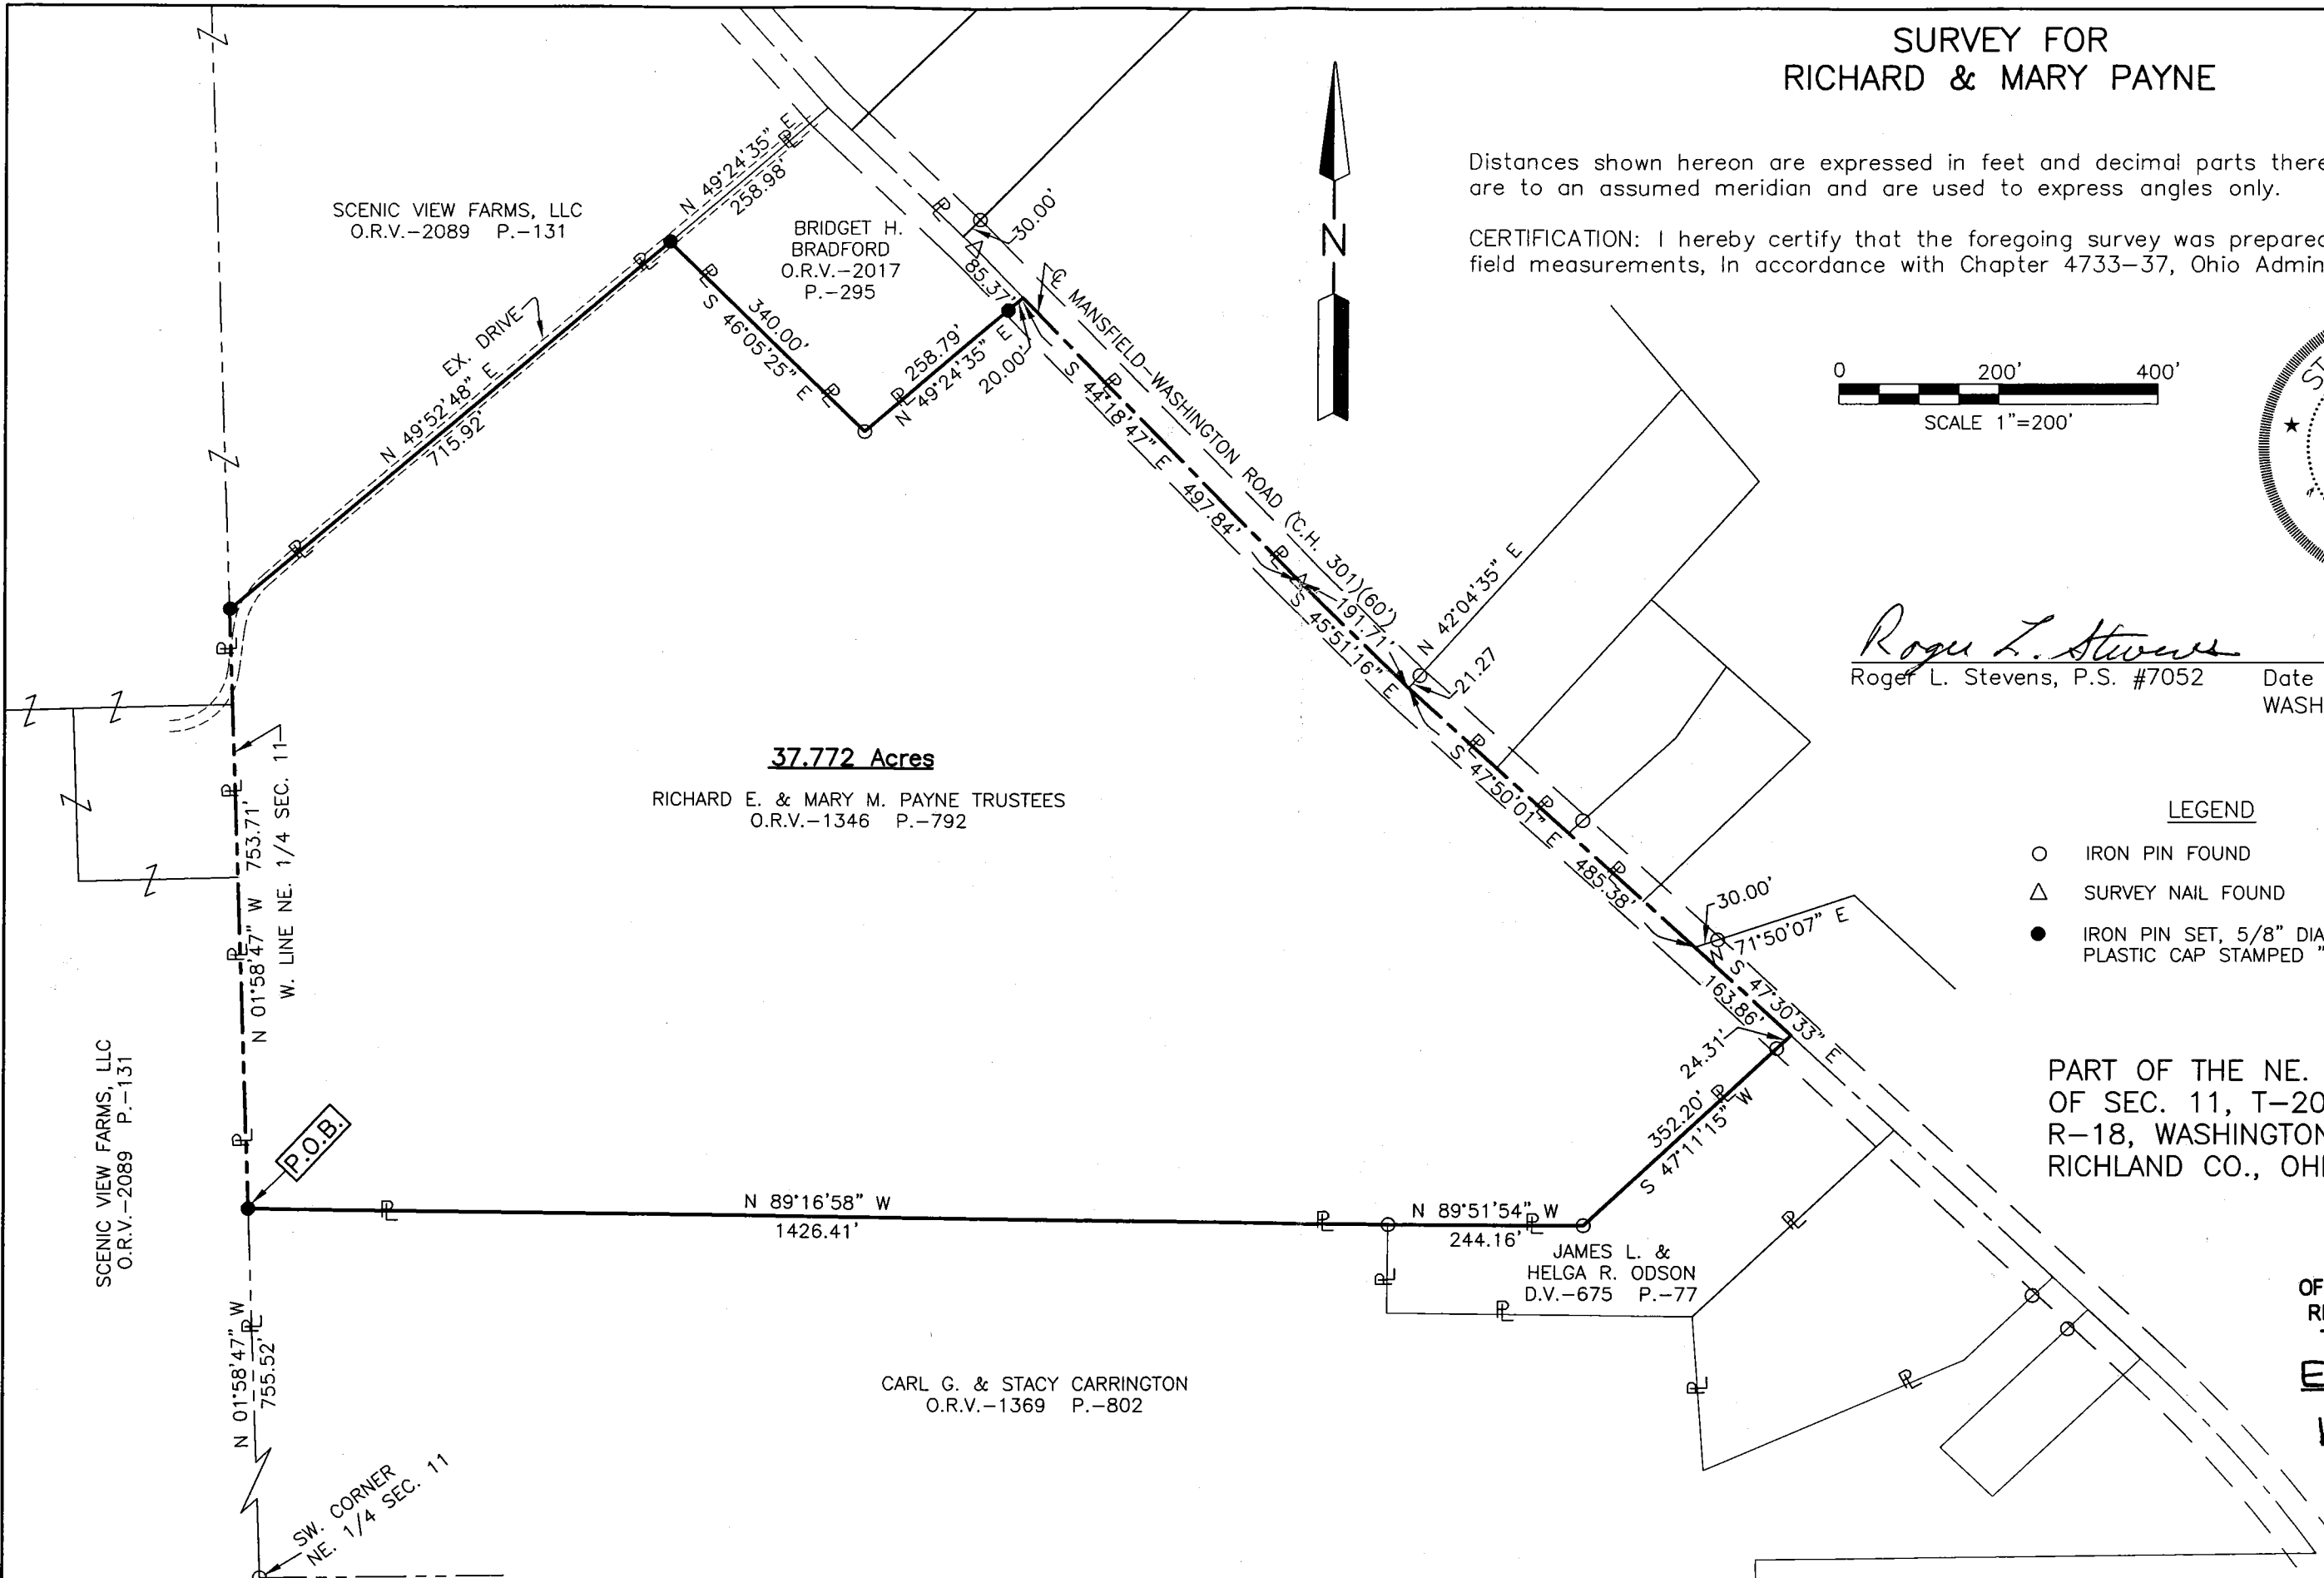 SURVEY FOR
RICHARD & MARY PAYNE
Distances shown hereon are expressed in feet and decimal parts there
are to an assumed meridian and are used to express angles only.
CERTIFICATION: I hereby certify that the foregoing survey was prepared
field measurements, In accordance with Chapter 4733-37, Ohio Admin
N
0 200' 400'
SCALE 1"=200'
ST
Roger L. Stevens
Roger L. Stevens, P.S. #7052 Date
WASH
LEGEND
IRON PIN FOUND
SURVEY NAIL FOUND
IRON PIN SET, 5/8" DIA
PLASTIC CAP STAMPED "
PART OF THE NE.
OF SEC. 11, T-20
R-18, WASHINGTON
RICHLAND CO., OHI
OF
RI
E
SCENIC VIEW FARMS, LLC
O.R.V.-2089 P.-131
N 49°24'35" E
258.98'
BRIDGET H.
BRADFORD
O.R.V.-2017
P.-295
30.00'
85.37'
℄ MANSFIELD-WASHINGTON ROAD (C.H. 301)(60')
EX. DRIVE
N 49°52'48" E
715.92'
340.00'
S 46°05'25" E
258.79'
N 49°24'35" E
20.00'
S 44°18'47" E
497.84'
191.71'
S 45°51'16" E
N 42°04'35" E
21.27
S 47°50'01" E
485.38'
30.00'
N 71°50'07" E
S 47°30'33" E
163.86'
24.31'
352.20'
S 47°11'15" W
37.772 Acres
RICHARD E. & MARY M. PAYNE TRUSTEES
O.R.V.-1346 P.-792
N 01°58'47" W 753.71'
W. LINE NE. 1/4 SEC. 11
SCENIC VIEW FARMS, LLC
O.R.V.-2089 P.-131
P.O.B.
N 89°16'58" W
1426.41'
N 89°51'54" W
244.16'
JAMES L. &
HELGA R. ODSON
D.V.-675 P.-77
CARL G. & STACY CARRINGTON
O.R.V.-1369 P.-802
N 01°58'47" W
755.52'
SW. CORNER
NE. 1/4 SEC. 11